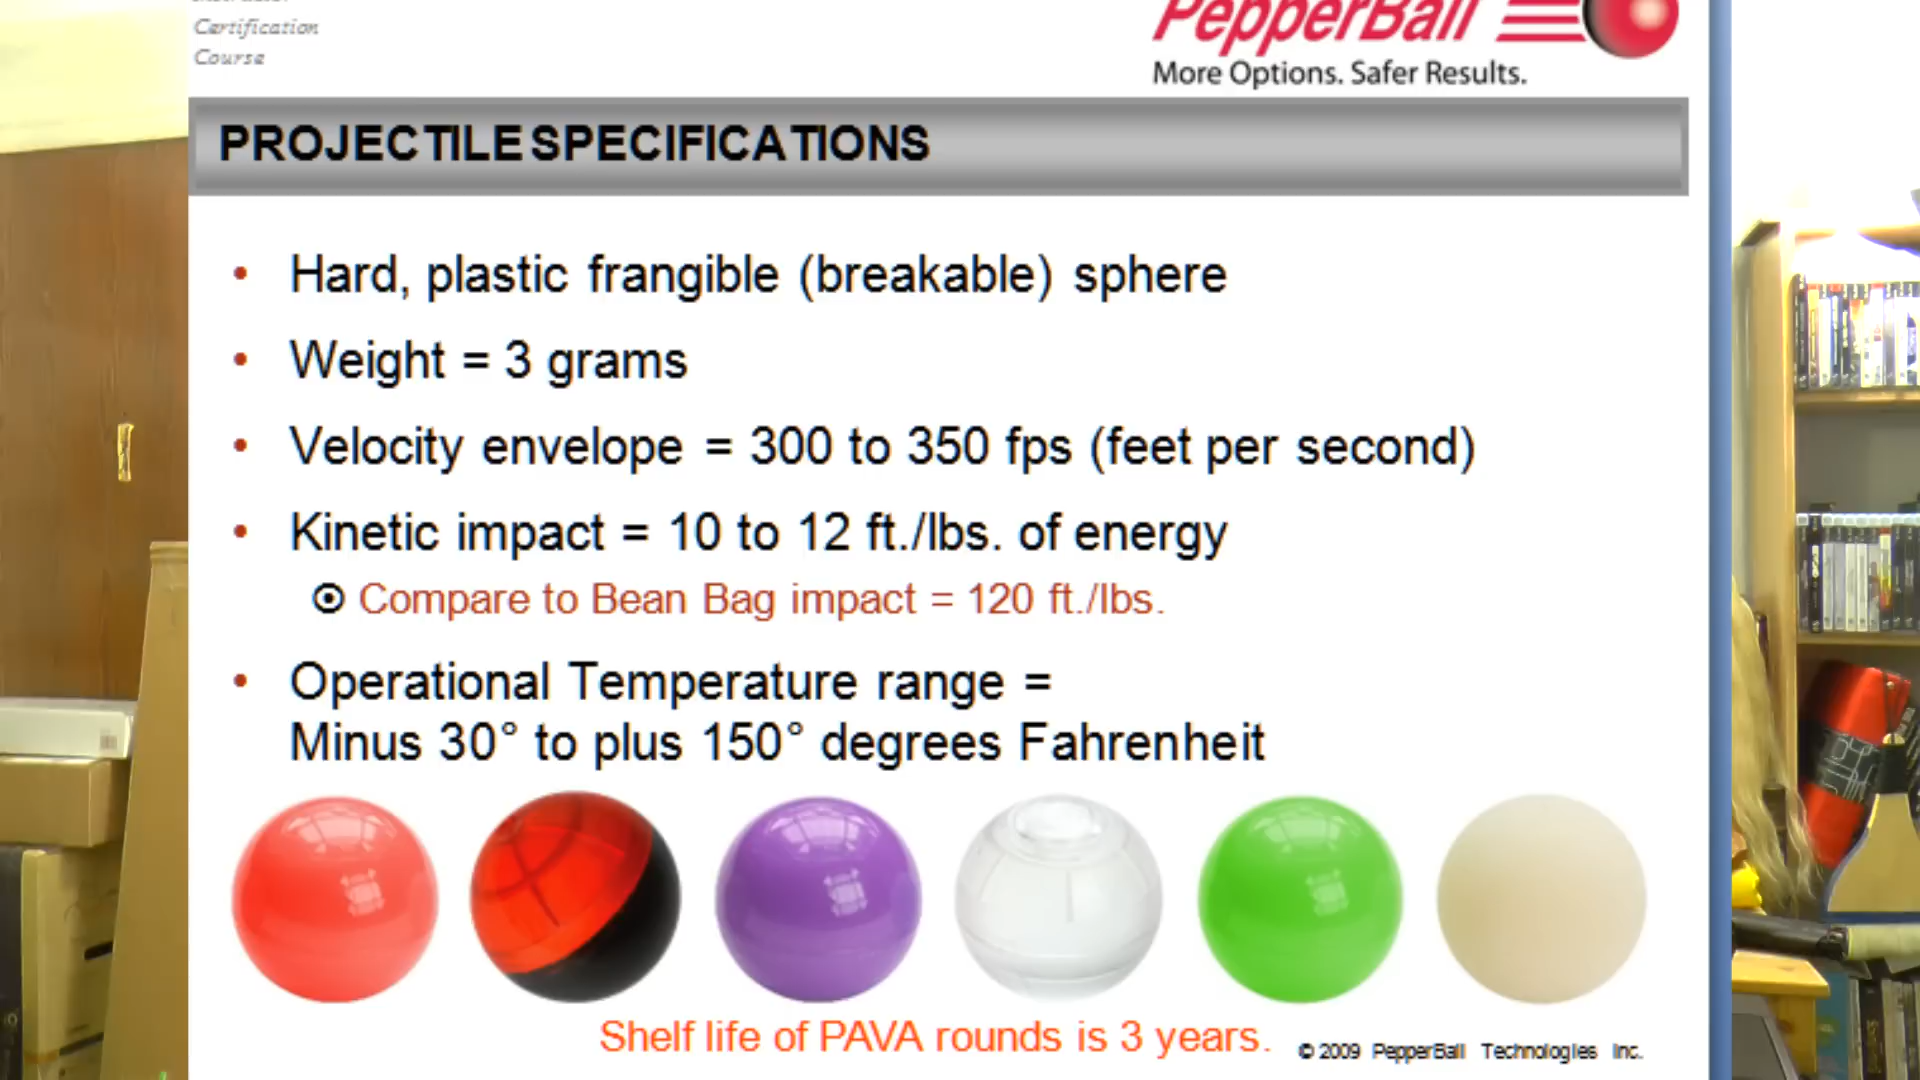 Certification
Course
PepperBall
More Options. Safer Results.
PROJECTILE SPECIFICATIONS
• Hard, plastic frangible (breakable) sphere
• Weight = 3 grams
• Velocity envelope = 300 to 350 fps (feet per second)
• Kinetic impact = 10 to 12 ft./lbs. of energy
Compare to Bean Bag impact = 120 ft./lbs.
• Operational Temperature range =
Minus 30° to plus 150° degrees Fahrenheit
Shelf life of PAVA rounds is 3 years.
© 2009 PepperBall Technologies Inc.